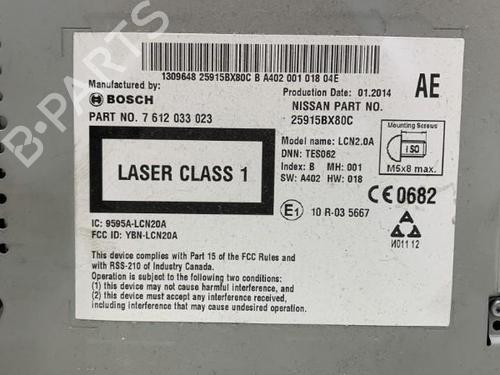 1309648 25915BX80C B A402 001 018 04E
Manufactured by:
BOSCH
PART NO. 7 612 033 023
Production Date: 01.2014
NISSAN PART NO.
25915BX80C
AE
Model name: LCN2.0A
DNN: TES062
Index: B MH: 001
SW: A402 HW: 018
Mounting Screws
ISO
M5x8 max.
LASER CLASS 1
CE0682
E1 10 R-03 5667
И011 12
IC: 9595A-LCN20A
FCC ID: YBN-LCN20A
This device complies with Part 15 of the FCC Rules and
with RSS-210 of Industry Canada.
Operation is subject to the following two conditions:
(1) this device may not cause harmful interference, and
(2) this device must accept any interference received,
including interference that may cause undesired operation.
B-PARTS